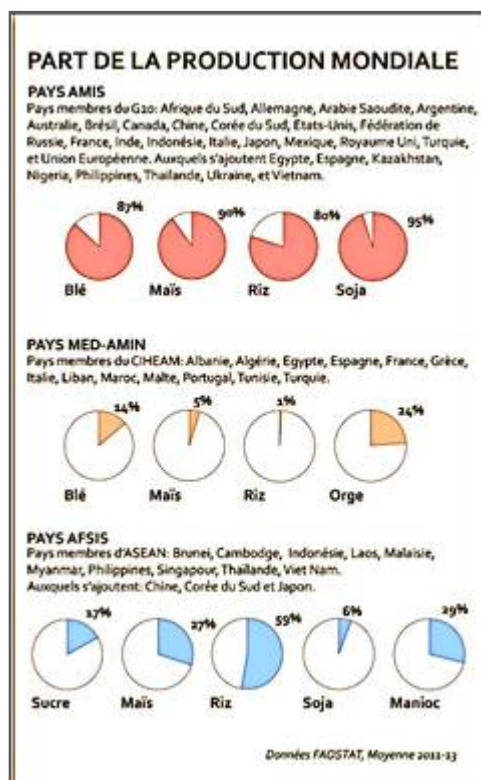 PART DE LA PRODUCTION MONDIALE
PAYS AMIS
Pays membres du G20: Afrique du Sud, Allemagne, Arabie Saoudite, Argentine,
Australie, Brésil, Canada, Chine, Corée du Sud, États-Unis, Fédération de
Russie, France, Inde, Indonésie, Italie, Japon, Mexique, Royaume Uni, Turquie,
et Union Européenne. Auxquels s'ajoutent Egypte, Espagne, Kazakhstan,
Nigeria, Philippines, Thailande, Ukraine, et Vietnam.
87% 90% 80% 95%
Blé Maïs Riz Soja
PAYS MED-AMIN
Pays membres du CIHEAM: Albanie, Algérie, Egypte, Espagne, France, Grèce,
Italie, Liban, Maroc, Malte, Portugal, Tunisie, Turquie.
14% 5% 1% 24%
Blé Maïs Riz Orge
PAYS AFSIS
Pays membres d'ASEAN: Brunei, Cambodge, Indonésie, Laos, Malaisie,
Myanmar, Philippines, Singapour, Thaïlande, Viet Nam.
Auxquels s'ajoutent: Chine, Corée du Sud et Japon.
17% 27% 59% 6% 29%
Sucre Maïs Riz Soja Manioc
Données FAOSTAT, Moyenne 2011-13